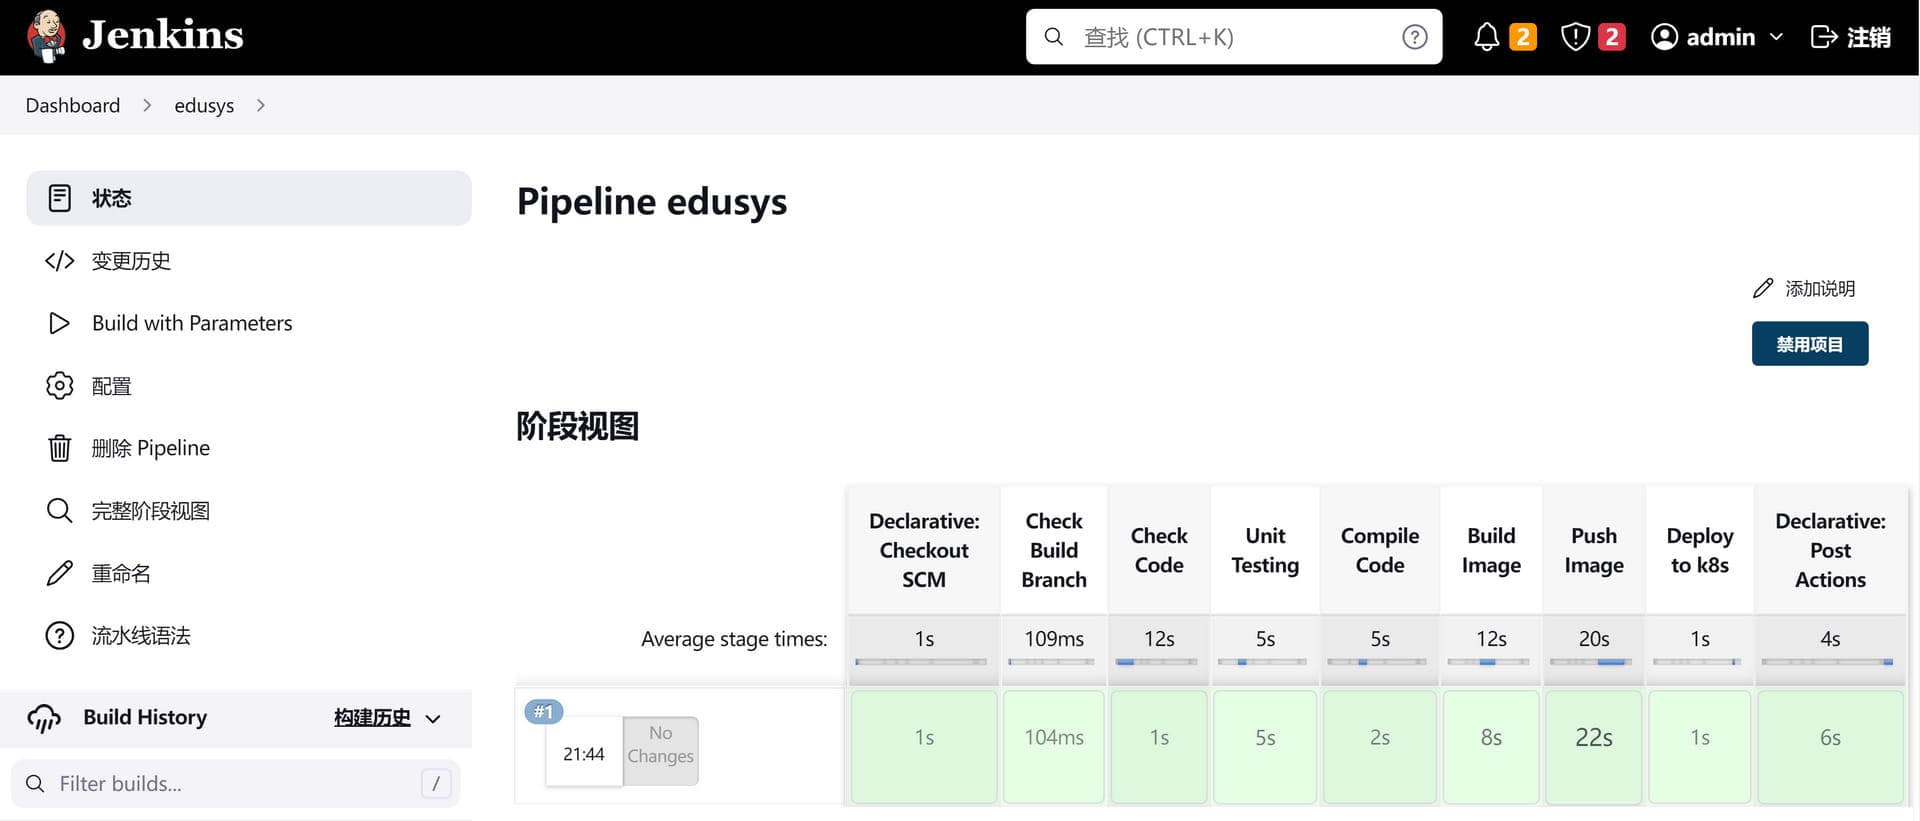 Jenkins
查找 (CTRL+K)
?
2
2
admin
注销
Dashboard
edusys
状态
变更历史
Build with Parameters
配置
删除 Pipeline
完整阶段视图
重命名
?
流水线语法
Build History
构建历史
Filter builds...
/
Pipeline edusys
添加说明
禁用项目
阶段视图
Declarative:
Checkout
SCM
Check
Build
Branch
Check
Code
Unit
Testing
Compile
Code
Build
Image
Push
Image
Deploy
to k8s
Declarative:
Post
Actions
Average stage times:
1s
109ms
12s
5s
5s
12s
20s
1s
4s
#1
21:44
No
Changes
1s
104ms
1s
5s
2s
8s
22s
1s
6s